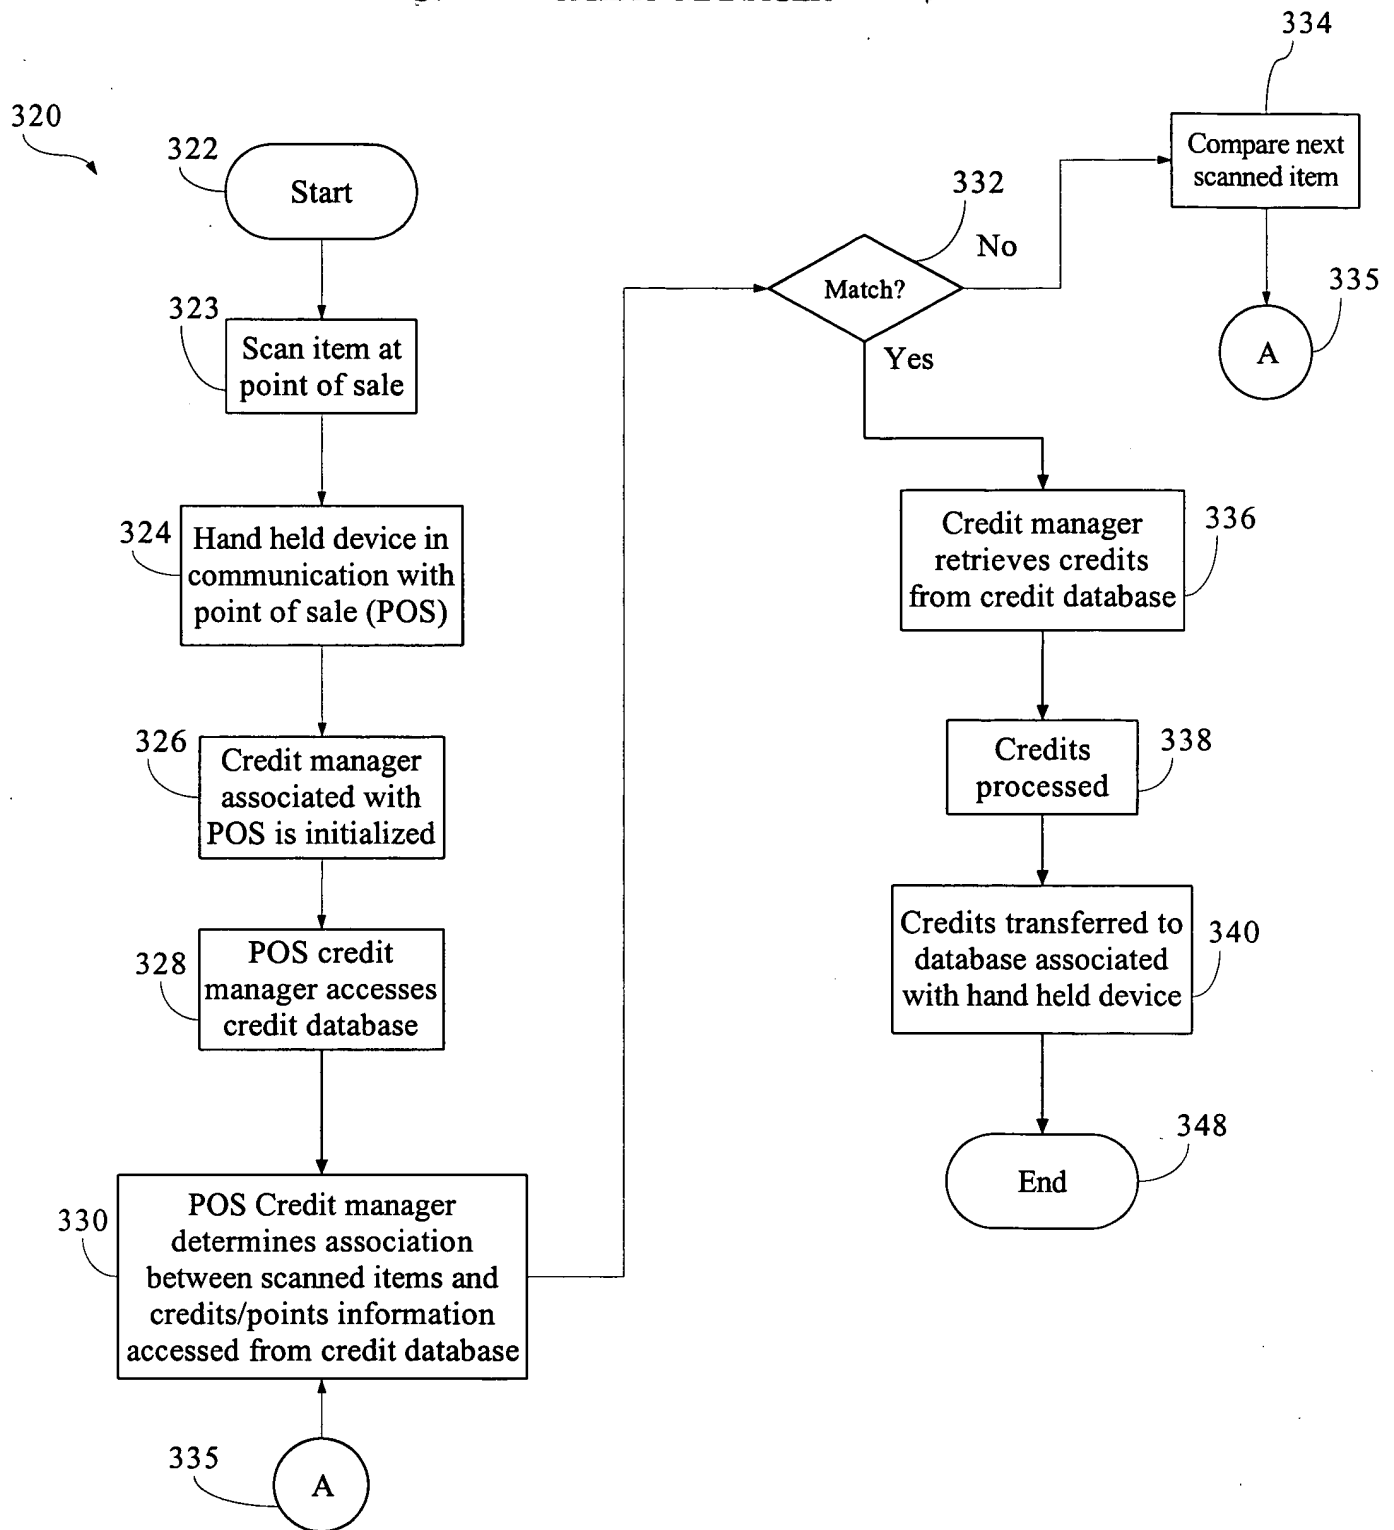 320
322
Start
323
Scan item at
point of sale
324
Hand held device in
communication with
point of sale (POS)
326
Credit manager
associated with
POS is initialized
328
POS credit
manager accesses
credit database
330
POS Credit manager
determines association
between scanned items and
credits/points information
accessed from credit database
335
A
332
Match?
No
Yes
334
Compare next
scanned item
335
A
336
Credit manager
retrieves credits
from credit database
338
Credits
processed
340
Credits transferred to
database associated
with hand held device
348
End